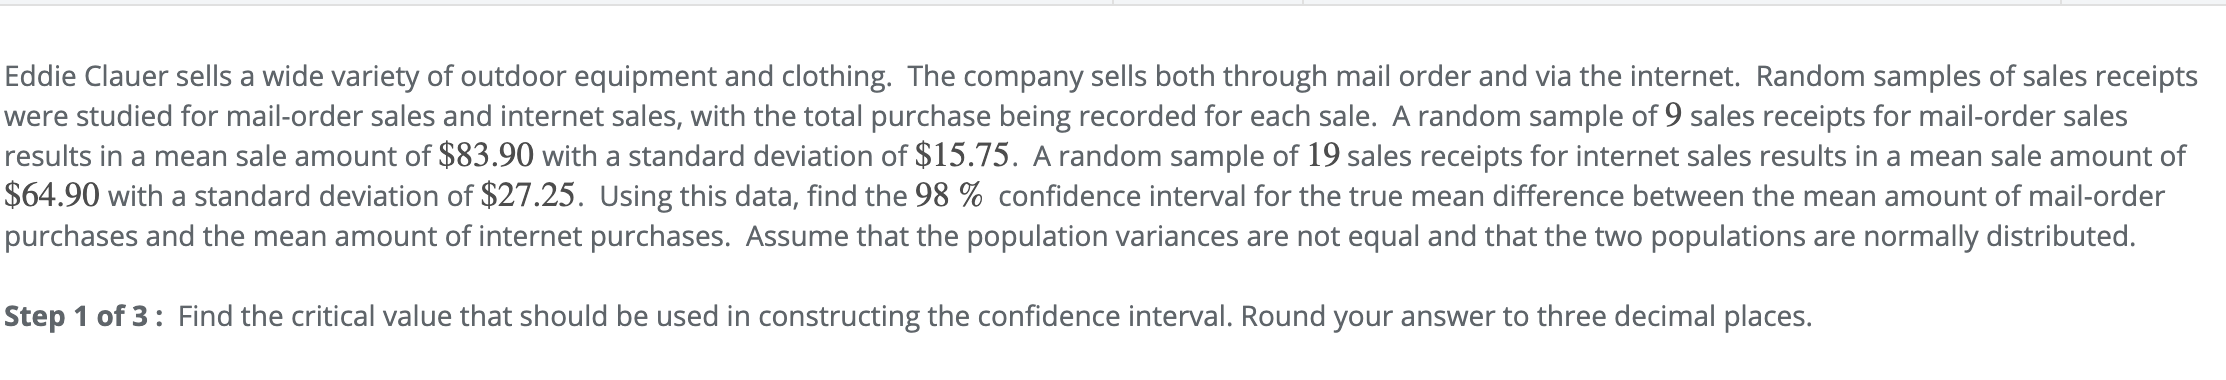 Eddie Clauer sells a wide variety of outdoor equipment and clothing.  The company sells both through mail order and via the internet.  Random samples of sales receipts
were studied for mail-order sales and internet sales, with the total purchase being recorded for each sale.  A random sample of 9 sales receipts for mail-order sales
results in a mean sale amount of $83.90 with a standard deviation of $15.75.  A random sample of 19 sales receipts for internet sales results in a mean sale amount of
$64.90 with a standard deviation of $27.25.  Using this data, find the 98 %  confidence interval for the true mean difference between the mean amount of mail-order
purchases and the mean amount of internet purchases.  Assume that the population variances are not equal and that the two populations are normally distributed.
Step 1 of 3 :  Find the critical value that should be used in constructing the confidence interval. Round your answer to three decimal places.